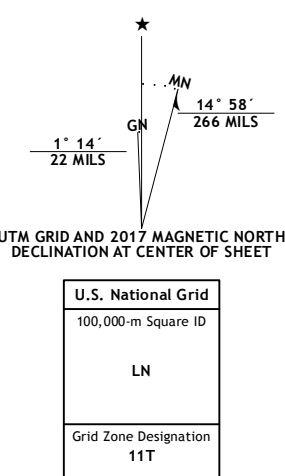 MN
14° 58´
266 MILS
GN
1° 14´
22 MILS
UTM GRID AND 2017 MAGNETIC NORTH
DECLINATION AT CENTER OF SHEET
U.S. National Grid
100,000-m Square ID
LN
Grid Zone Designation
11T